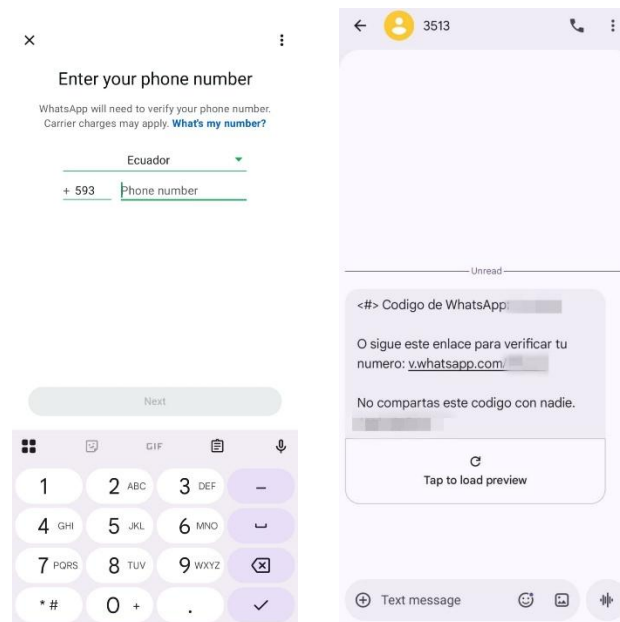 Enter your phone number
WhatsApp will need to verify your phone number.
Carrier charges may apply. What's my number?
Ecuador
+ 593 Phone number
Next
GIF
1 2 ABC 3 DEF –
4 GHI 5 JKL 6 MNO
7 PQRS 8 TUV 9 WXYZ
* # 0 + .
3513
Unread
<#> Codigo de WhatsApp:
O sigue este enlace para verificar tu
numero: v.whatsapp.com/
No compartas este codigo con nadie.
Tap to load preview
Text message